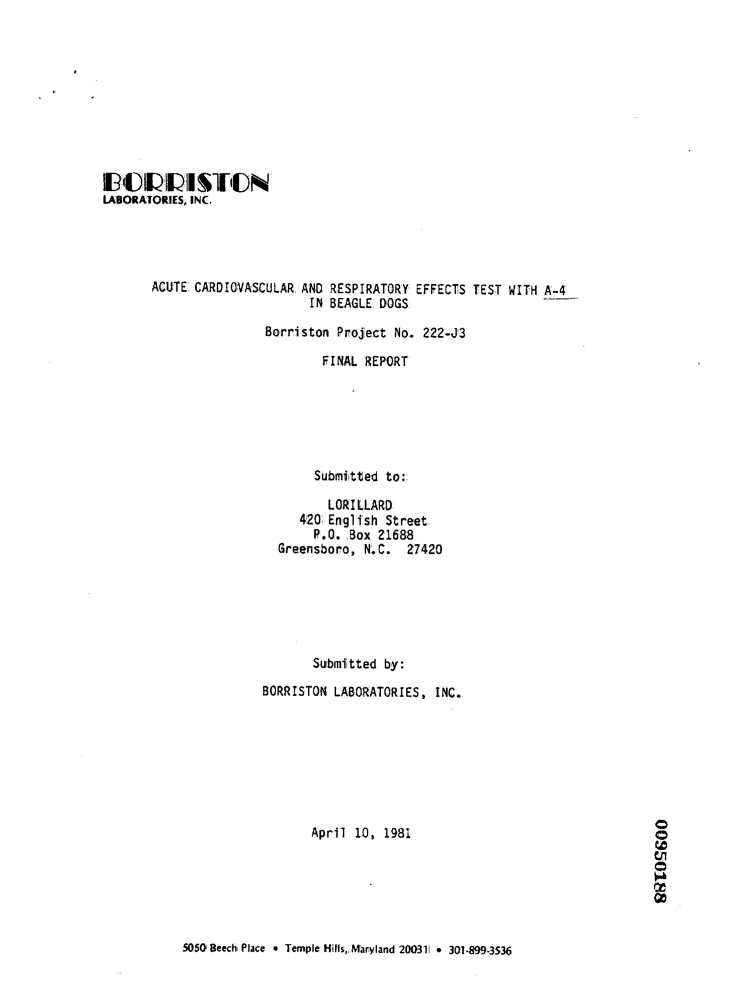 BORRISTON
LABORATORIES, INC.
ACUTE CARDIOVASCULAR AND RESPIRATORY EFFECTS TEST WITH A-4
IN BEAGLE DOGS
Borriston Project No. 222-J3
FINAL REPORT
Submitted to:
LORILLARD
420 English Street
P.O. Box 21688
Greensboro, N.C. 27420
Submitted by:
BORRISTON LABORATORIES, INC.
April 10, 1981
00950188
5050 Beech Place • Temple Hills, Maryland 20031 • 301-899-3536